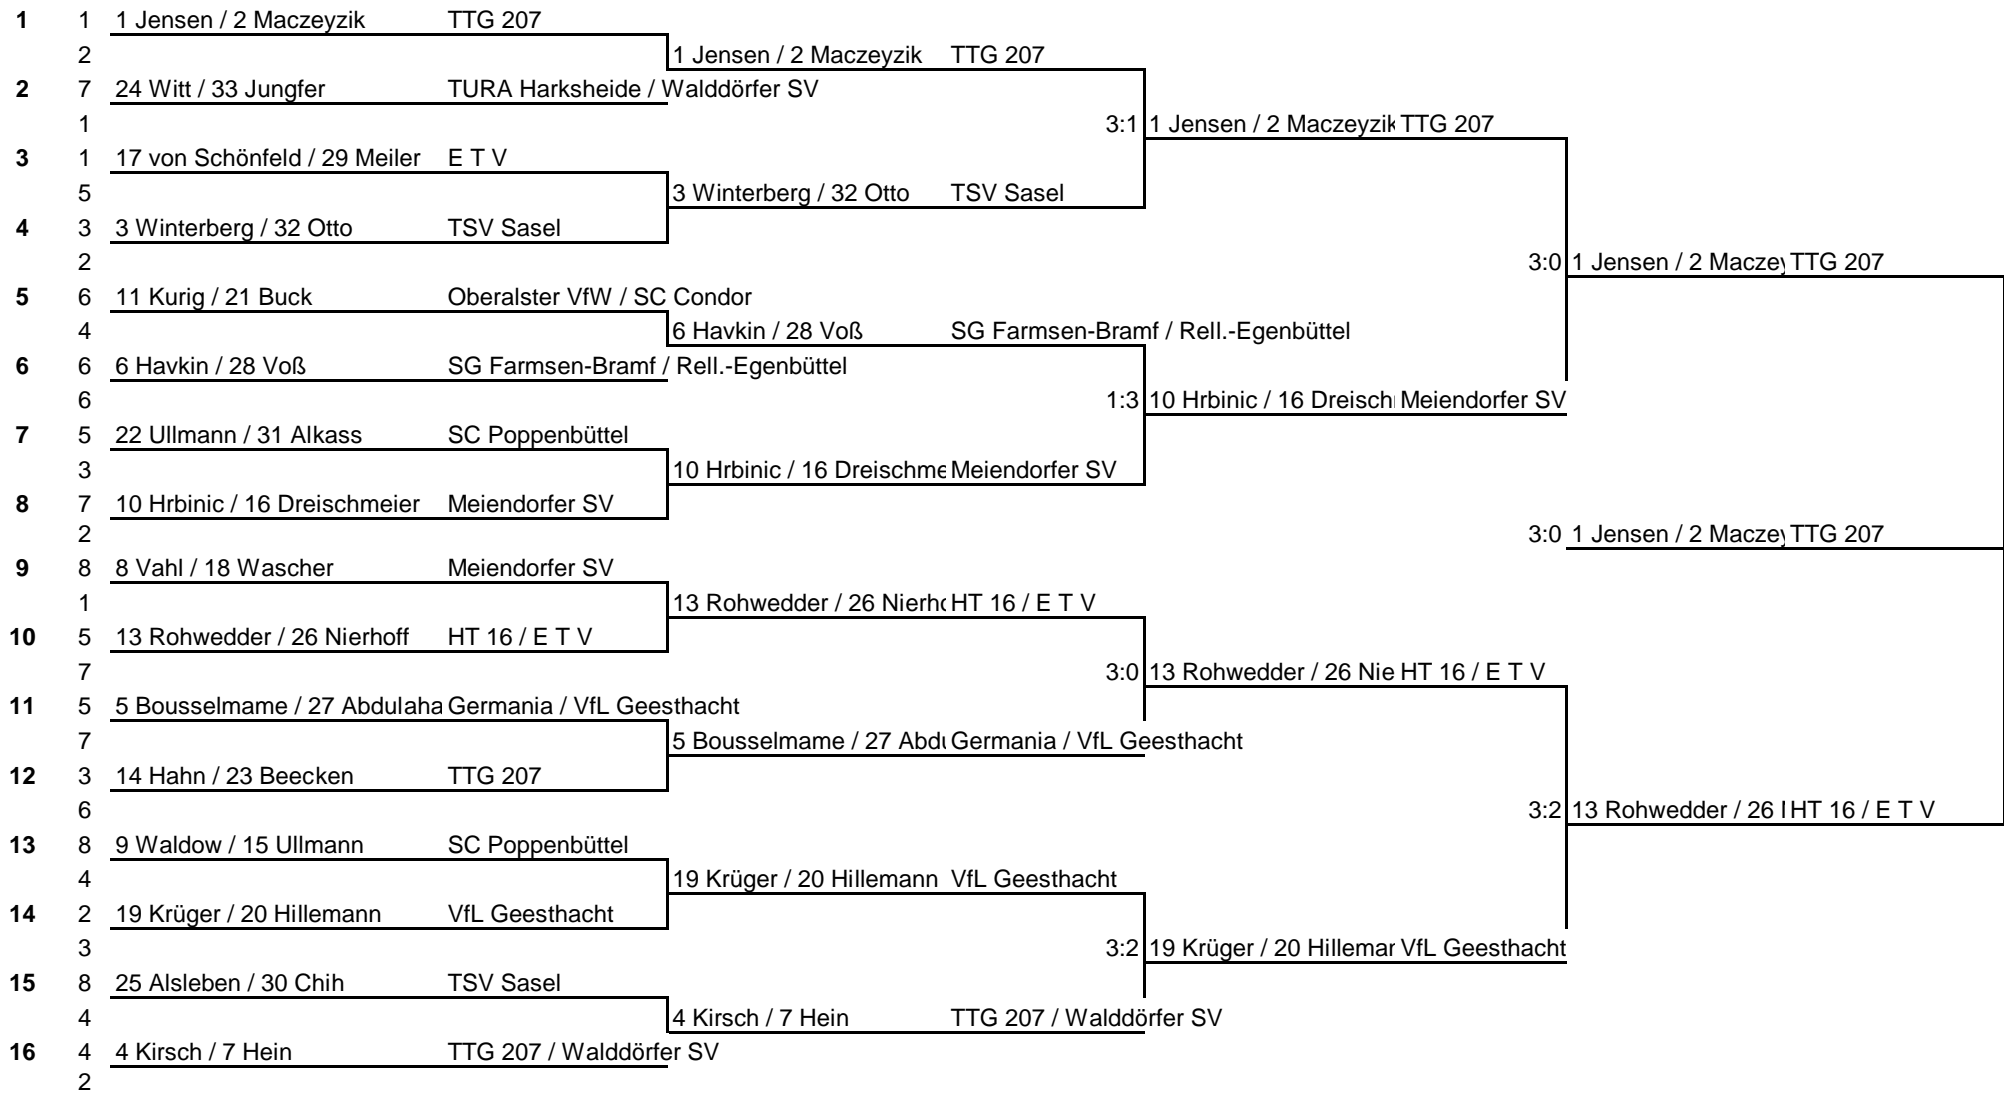 1 1 1 Jensen / 2 Maczeyzik TTG 207
2 1 Jensen / 2 Maczeyzik TTG 207
2 7 24 Witt / 33 Jungfer TURA Harksheide / Walddörfer SV
1 3:1 1 Jensen / 2 Maczeyzik TTG 207
3 1 17 von Schönfeld / 29 Meiler E T V
5 3 Winterberg / 32 Otto TSV Sasel
4 3 3 Winterberg / 32 Otto TSV Sasel
2 3:0 1 Jensen / 2 Maczey TTG 207
5 6 11 Kurig / 21 Buck Oberalster VfW / SC Condor
4 6 Havkin / 28 Voß SG Farmsen-Bramf / Rell.-Egenbüttel
6 6 6 Havkin / 28 Voß SG Farmsen-Bramf / Rell.-Egenbüttel
6 1:3 10 Hrbinic / 16 Dreisch Meiendorfer SV
7 5 22 Ullmann / 31 Alkass SC Poppenbüttel
3 10 Hrbinic / 16 Dreischme Meiendorfer SV
8 7 10 Hrbinic / 16 Dreischmeier Meiendorfer SV
2 3:0 1 Jensen / 2 Maczey TTG 207
9 8 8 Vahl / 18 Wascher Meiendorfer SV
1 13 Rohwedder / 26 Nierho HT 16 / E T V
10 5 13 Rohwedder / 26 Nierhoff HT 16 / E T V
7 3:0 13 Rohwedder / 26 Nie HT 16 / E T V
11 5 5 Bousselmame / 27 Abdulaha Germania / VfL Geesthacht
7 5 Bousselmame / 27 Abdu Germania / VfL Geesthacht
12 3 14 Hahn / 23 Beecken TTG 207
6 3:2 13 Rohwedder / 26 HT 16 / E T V
13 8 9 Waldow / 15 Ullmann SC Poppenbüttel
4 19 Krüger / 20 Hillemann VfL Geesthacht
14 2 19 Krüger / 20 Hillemann VfL Geesthacht
3 3:2 19 Krüger / 20 Hilleman VfL Geesthacht
15 8 25 Alsleben / 30 Chih TSV Sasel
4 4 Kirsch / 7 Hein TTG 207 / Walddörfer SV
16 4 4 Kirsch / 7 Hein TTG 207 / Walddörfer SV
2